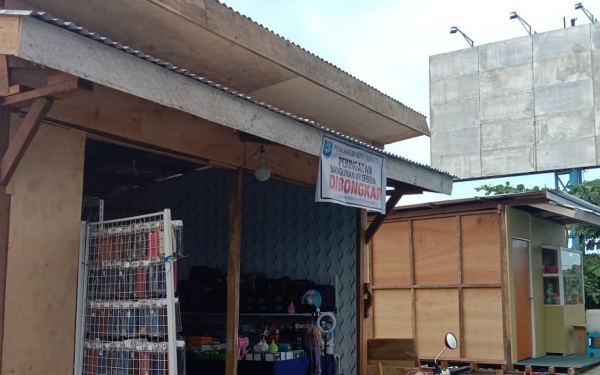 PERINGATAN
BANGUNAN INI SEGERA
DIBONGKAR